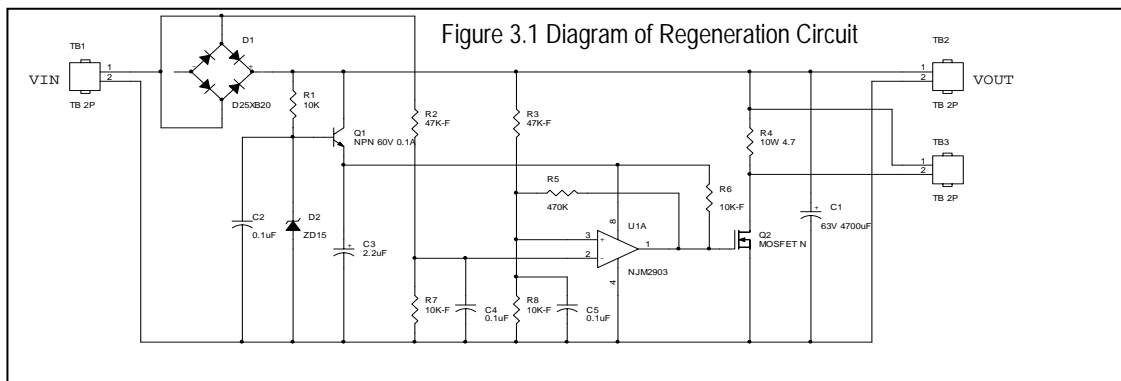 Figure 3.1 Diagram of Regeneration Circuit
TB1
VIN
1
2
TB 2P
D1
-
+
D25XB20
R1
10K
Q1
NPN 60V 0.1A
R2
47K-F
R3
47K-F
R4
10W 4.7
TB2
1
2
VOUT
TB 2P
TB3
1
2
TB 2P
R5
470K
R6
10K-F
C1
+
63V 4700uF
C2
0.1uF
D2
ZD15
C3
+
2.2uF
U1A
8
3
+
2
-
1
4
NJM2903
Q2
MOSFET N
R7
10K-F
C4
0.1uF
R8
10K-F
C5
0.1uF